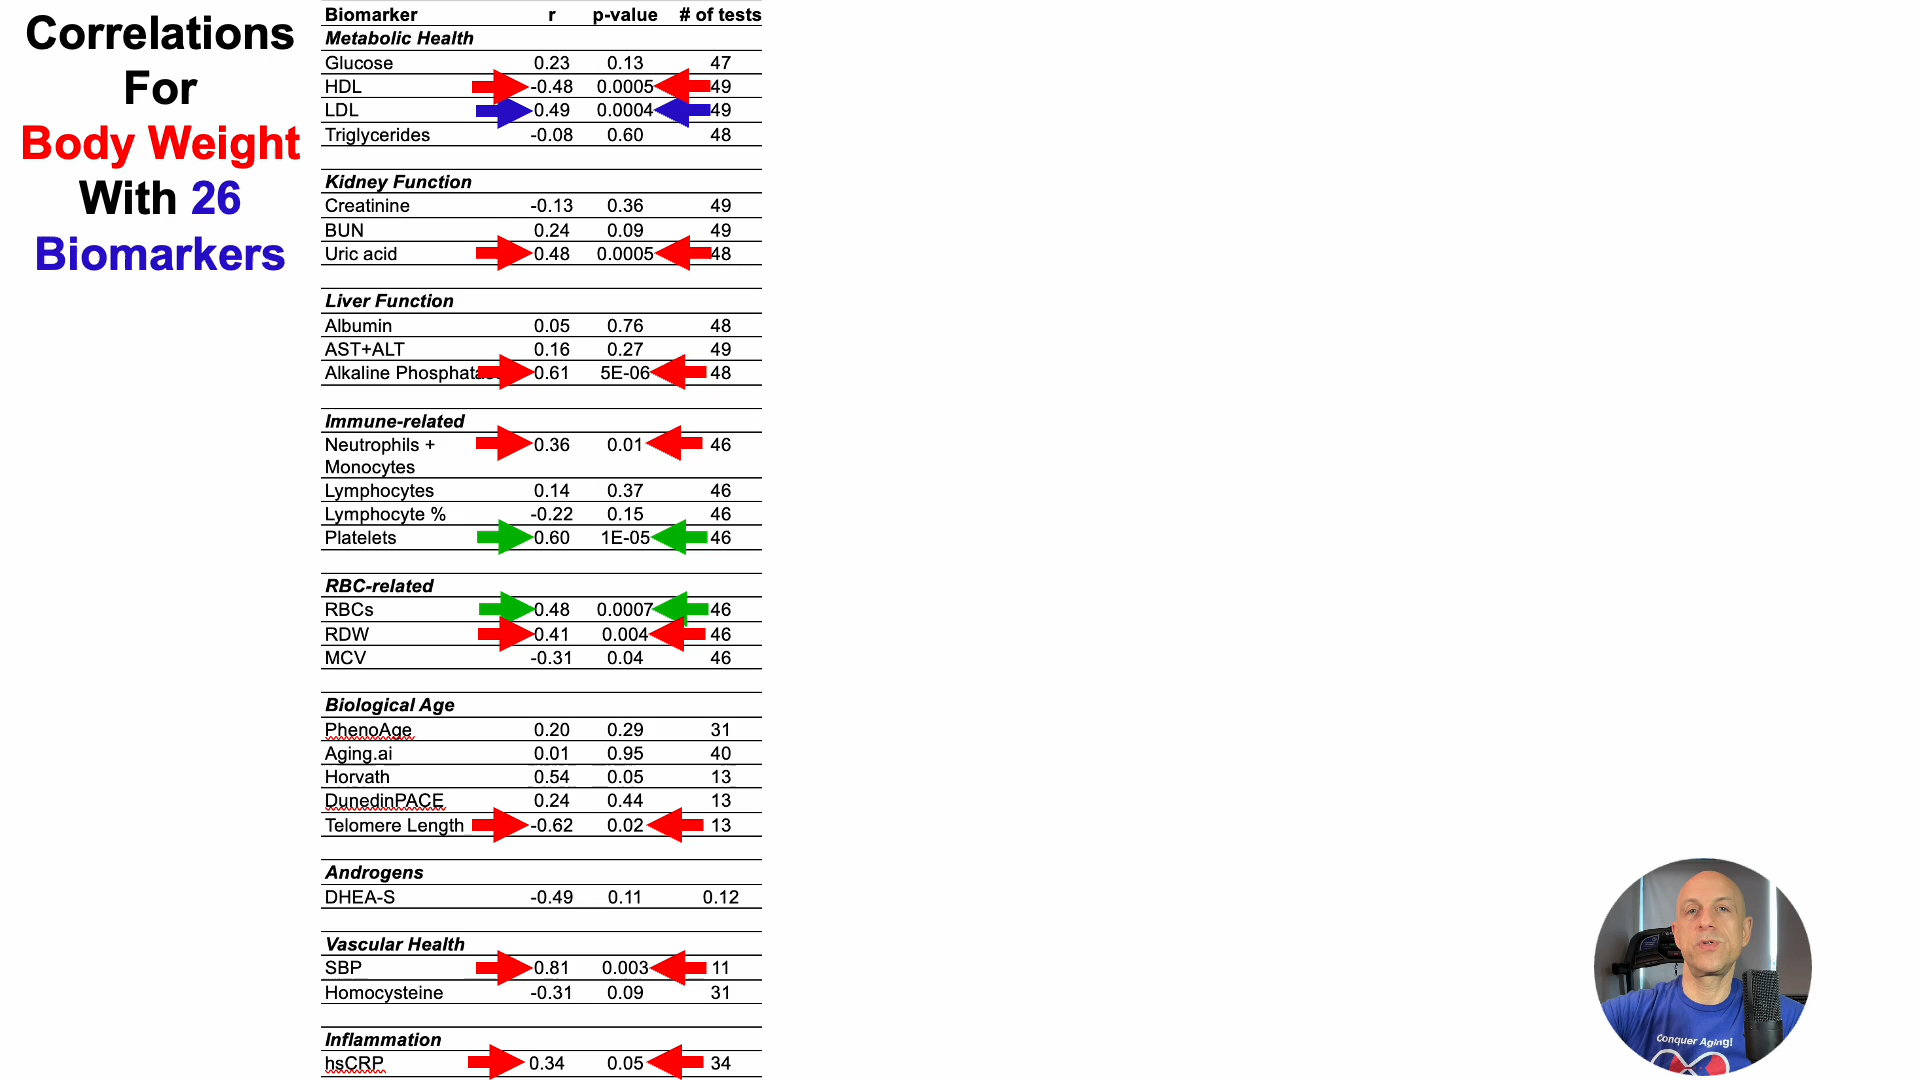 Correlations
For
Body Weight
With 26
Biomarkers
Biomarker r p-value # of tests
Metabolic Health
Glucose 0.23 0.13 47
HDL -0.48 0.0005 49
LDL 0.49 0.0004 49
Triglycerides -0.08 0.60 48
Kidney Function
Creatinine -0.13 0.36 49
BUN 0.24 0.09 49
Uric acid 0.48 0.0005 48
Liver Function
Albumin 0.05 0.76 48
AST+ALT 0.16 0.27 49
Alkaline 0.61 5E-06 48
Immune-related
Neutrophils + 0.36 0.01 46
Monocytes
Lymphocytes 0.14 0.37 46
Lymphocyte % -0.22 0.15 46
Platelets 0.60 1E-05 46
RBC-related
RBCs 0.48 0.0007 46
RDW 0.41 0.004 46
MCV -0.31 0.04 46
Biological Age
PhenoAge 0.20 0.29 31
Aging.ai 0.01 0.95 40
Horvath 0.54 0.05 13
DunedinPACE 0.24 0.44 13
Telomere Length -0.62 0.02 13
Androgens
DHEA-S -0.49 0.11 0.12
Vascular Health
SBP 0.81 0.003 11
Homocysteine -0.31 0.09 31
Inflammation
hsCRP 0.34 0.05 34
Conquer Aging!